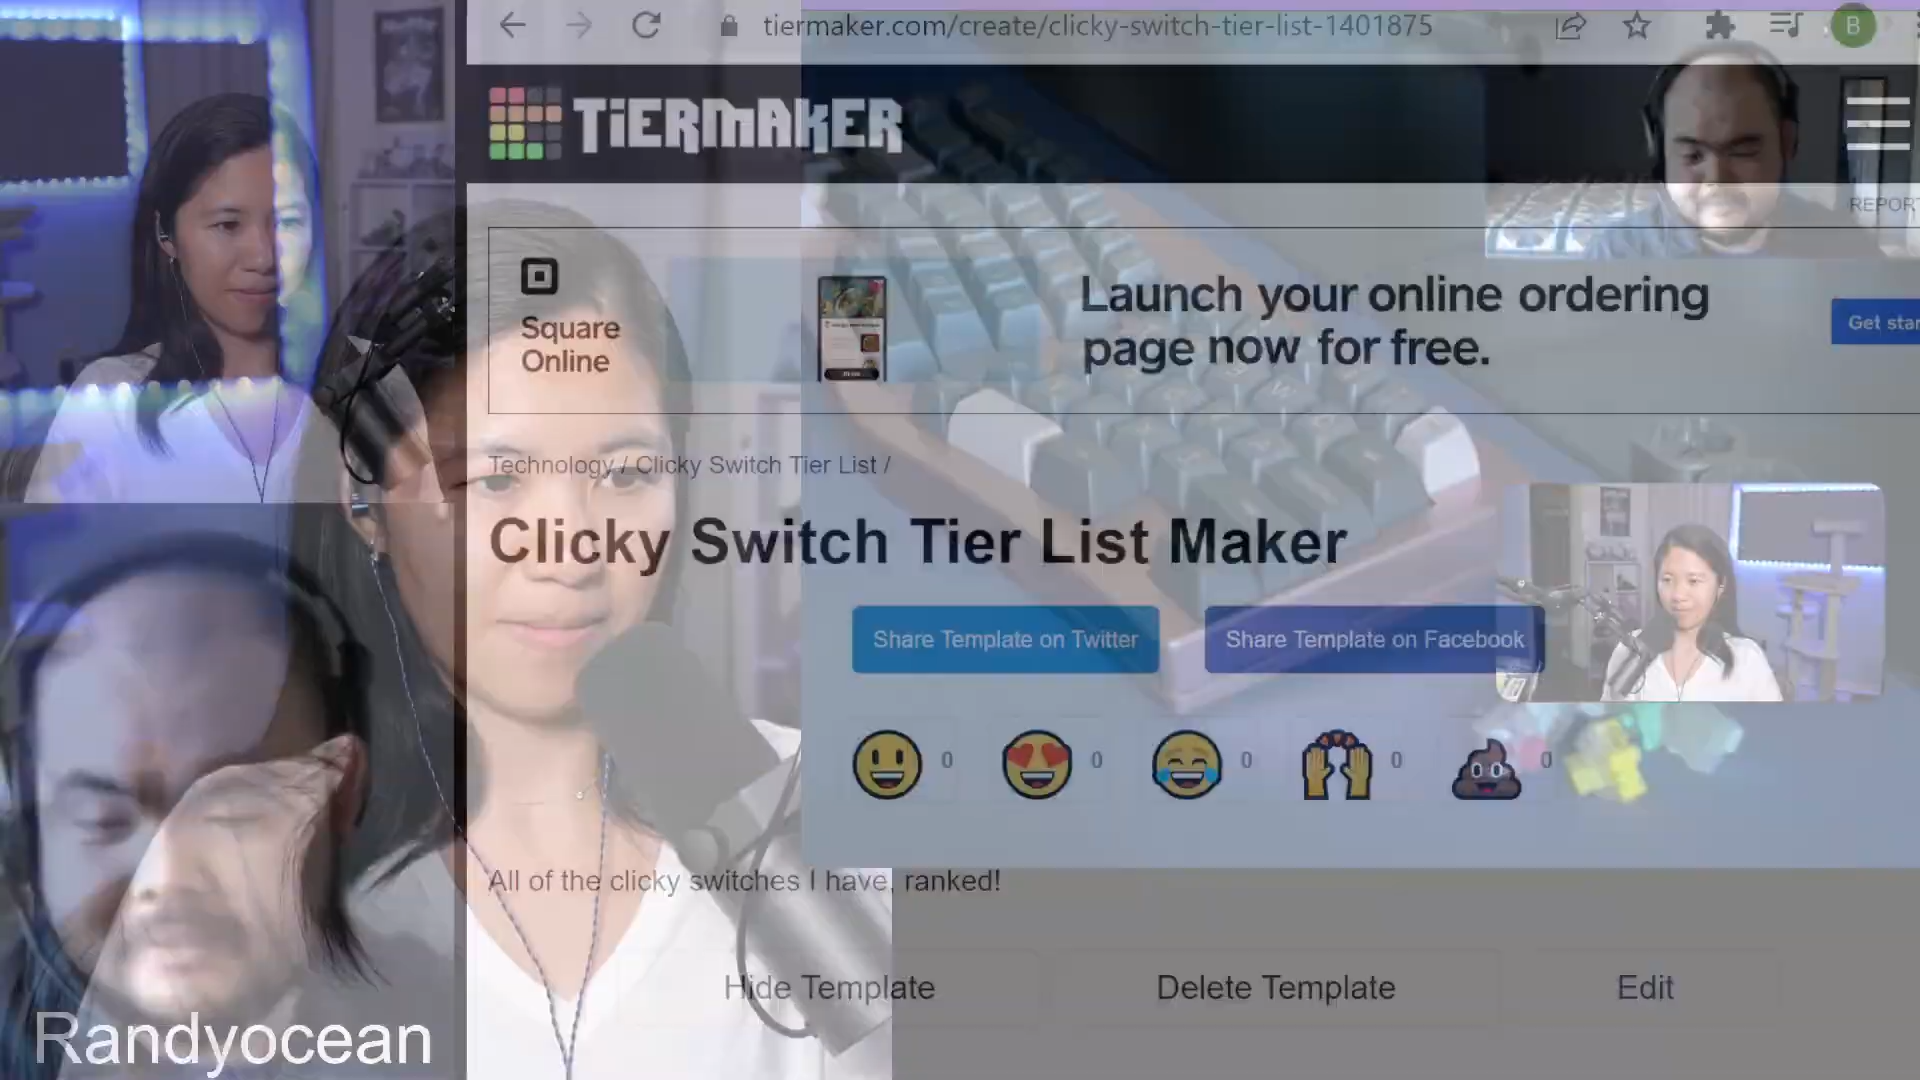 tiermaker.com/create/clicky-switch-tier-list-1401875
B
TiERMAKER
REPORT
Square
Online
Launch your online ordering
page now for free.
Get star
Technology / Clicky Switch Tier List /
Clicky Switch Tier List Maker
Share Template on Twitter
Share Template on Facebook
0
0
0
0
0
All of the clicky switches I have, ranked!
Hide Template
Delete Template
Edit
Randyocean